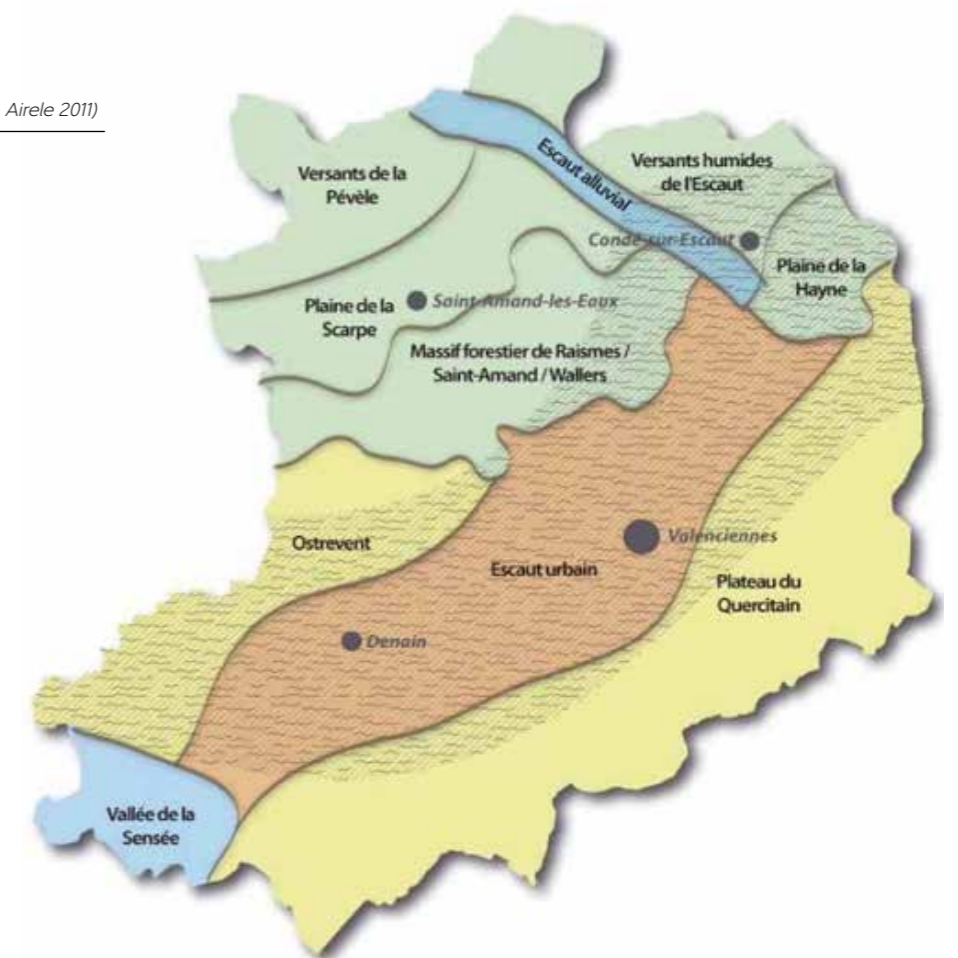 Airele 2011)
Versants de la
Pévèle
Escaut alluvial
Versants humides
de l'Escaut
Condé-sur-Escaut
Plaine de la
Hayne
Plaine de la
Scarpe
Saint-Amand-les-Eaux
Massif forestier de Raismes /
Saint-Amand / Wallers
Ostrevent
Escaut urbain
Valenciennes
Plateau du
Quercitain
Denain
Vallée de la
Sensée